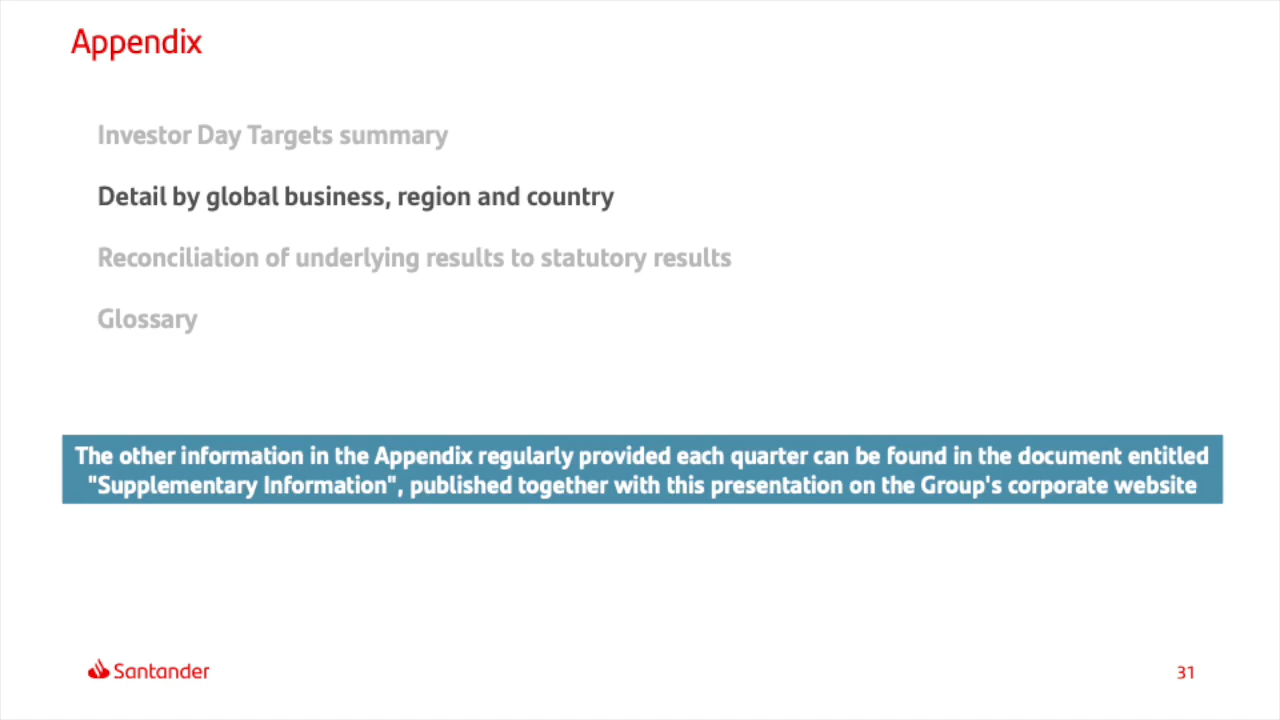 Appendix
Investor Day Targets summary
Detail by global business, region and country
Reconciliation of underlying results to statutory results
Glossary
The other information in the Appendix regularly provided each quarter can be found in the document entitled
"Supplementary Information", published together with this presentation on the Group's corporate website
Santander
31